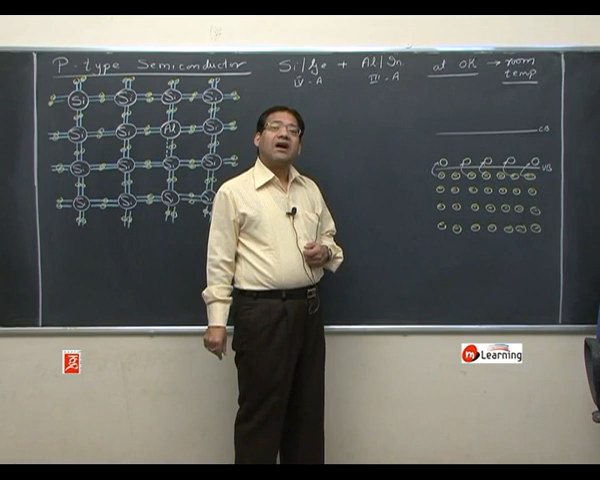 P-type Semiconductor
Si/Ge + Al/In
IV-A III-A
at 0K → room temp
Si Si Si Si
Si Si Al Si
Si Si Si Si
Si Si Si Si
CB
VB
m Learning